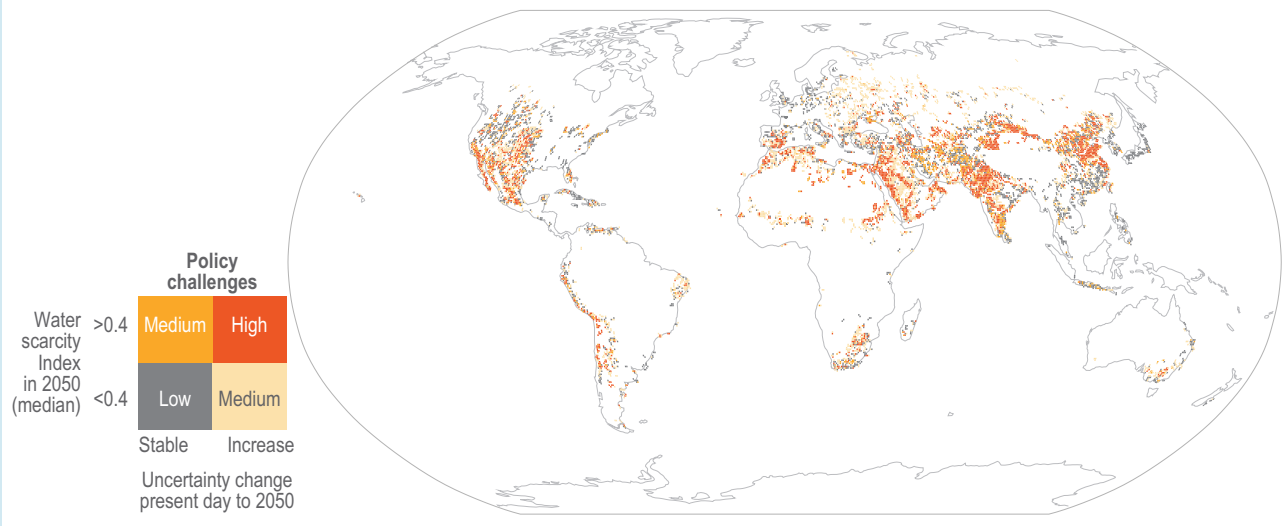 Policy
challenges
Water
scarcity
Index
in 2050
(median)
>0.4
Medium
High
<0.4
Low
Medium
Stable
Increase
Uncertainty change
present day to 2050